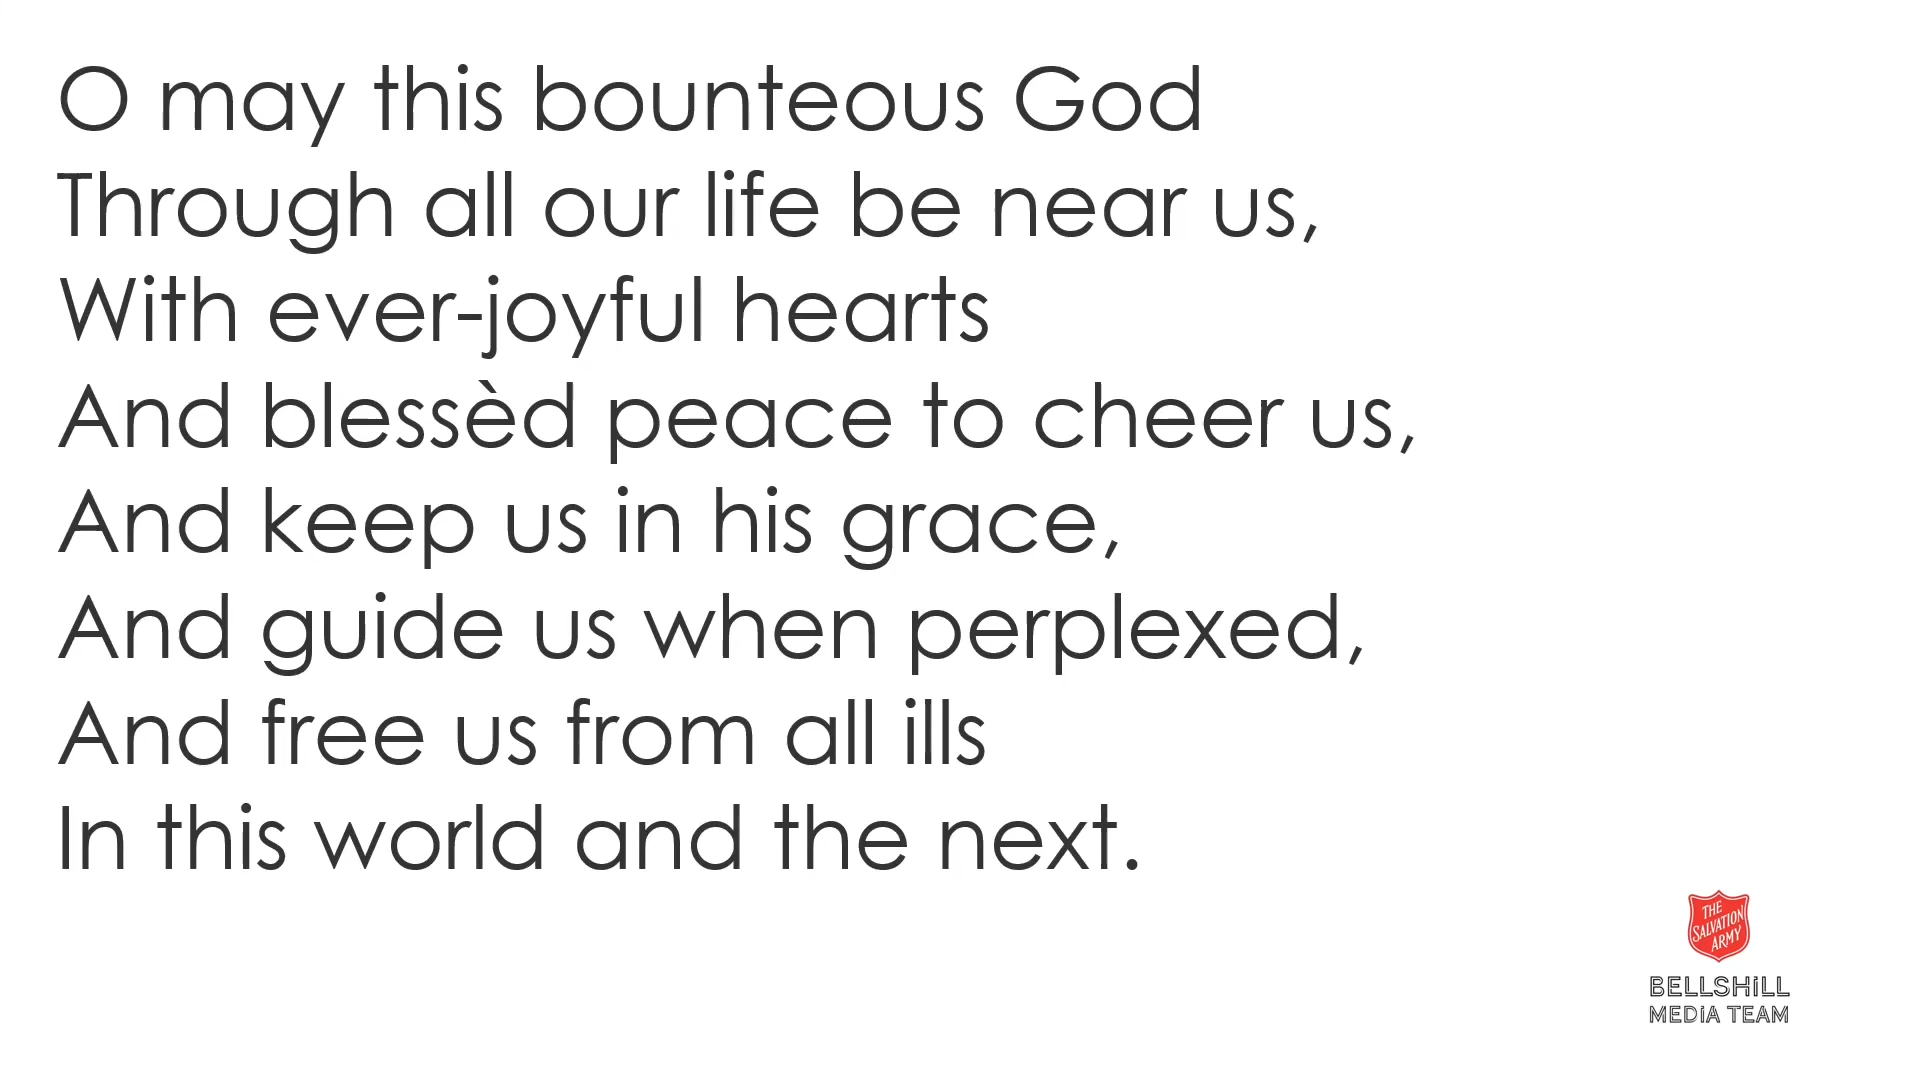 O may this bounteous God
Through all our life be near us,
With ever-joyful hearts
And blessèd peace to cheer us,
And keep us in his grace,
And guide us when perplexed,
And free us from all ills
In this world and the next.
THE
SALVATION
ARMY
BELLSHiLL
MEDiA TEAM